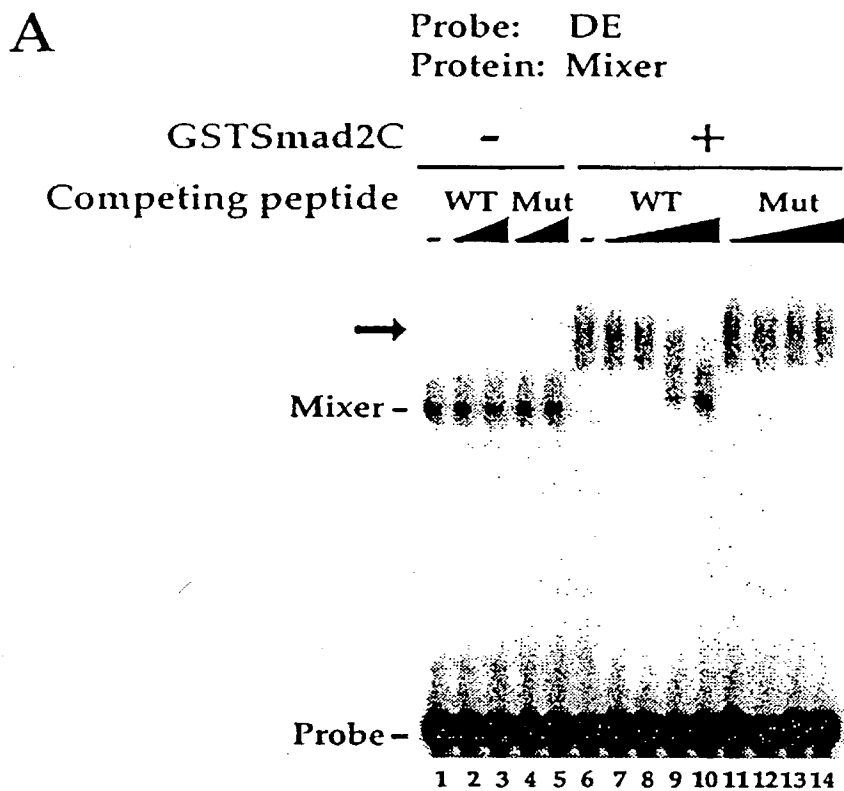 A
Probe: DE
Protein: Mixer
GSTSmad2C - +
Competing peptide WT Mut WT Mut
- -
Mixer -
Probe -
1 2 3 4 5 6 7 8 9 10 11 12 13 14